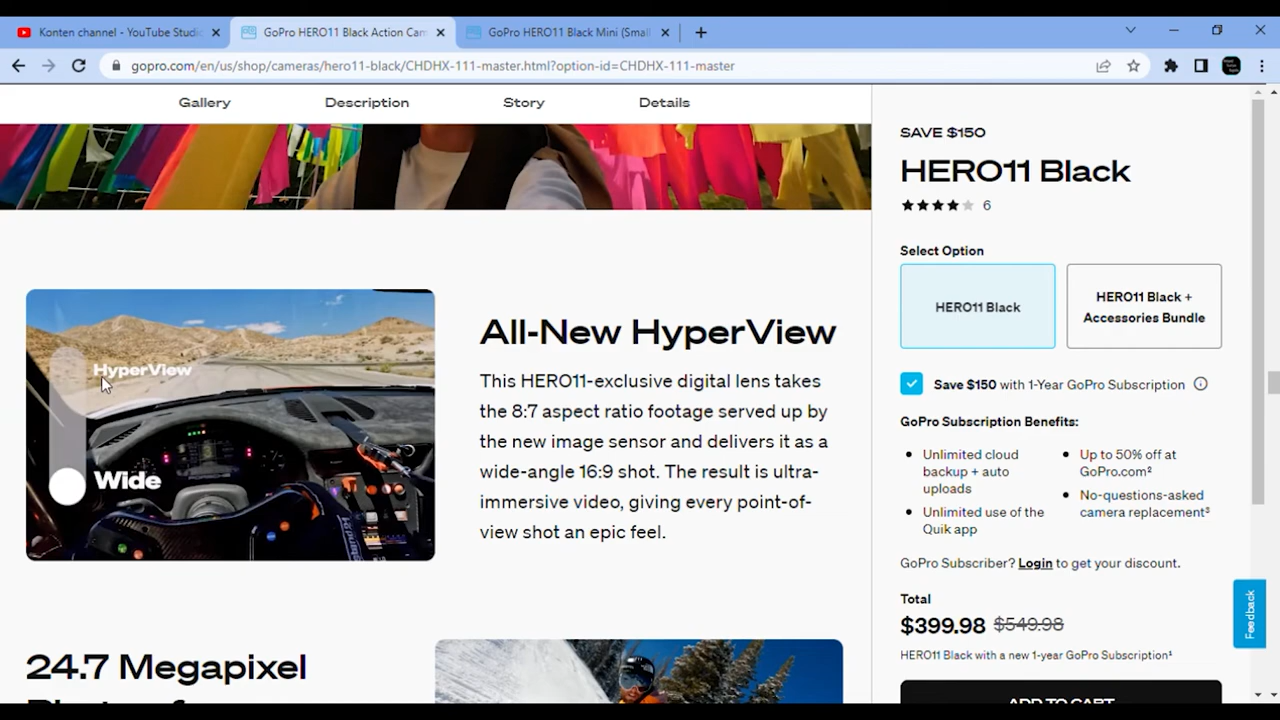 Konten channel - YouTube Studio
GoPro HERO11 Black Action Cam
GoPro HERO11 Black Mini (Small
gopro.com/en/us/shop/cameras/hero11-black/CHDHX-111-master.html?option-id=CHDHX-111-master
Gallery
Description
Story
Details
HyperView
Wide
All-New HyperView
This HERO11-exclusive digital lens takes
the 8:7 aspect ratio footage served up by
the new image sensor and delivers it as a
wide-angle 16:9 shot. The result is ultra-
immersive video, giving every point-of-
view shot an epic feel.
24.7 Megapixel
SAVE $150
HERO11 Black
6
Select Option
HERO11 Black
HERO11 Black +
Accessories Bundle
Save $150 with 1-Year GoPro Subscription
GoPro Subscription Benefits:
Unlimited cloud
backup + auto
uploads
Unlimited use of the
Quik app
Up to 50% off at
GoPro.com²
No-questions-asked
camera replacement³
GoPro Subscriber? Login to get your discount.
Total
$399.98 $549.98
HERO11 Black with a new 1-year GoPro Subscription¹
ADD TO CART
Feedback